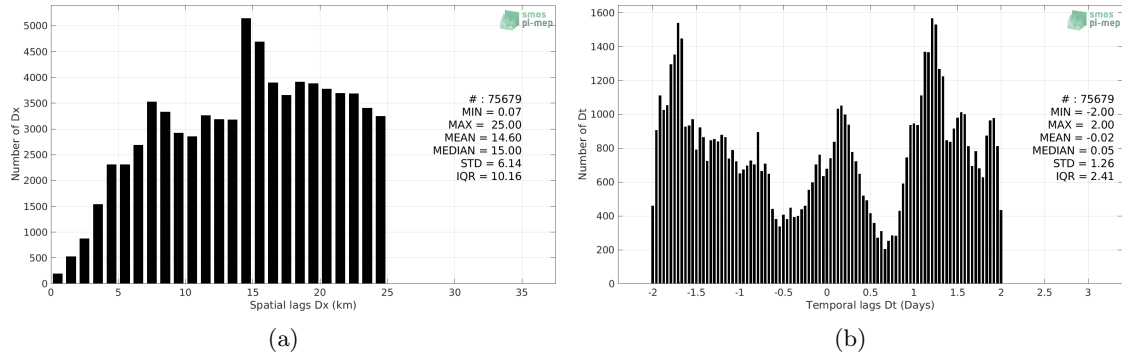 5000
4500
4000
3500
3000
2500
2000
1500
1000
500
0
Number of Dx
0 5 10 15 20 25 30 35
Spatial lags Dx (km)
smos
pi-mep
# : 75679
MIN = 0.07
MAX = 25.00
MEAN = 14.60
MEDIAN = 15.00
STD = 6.14
IQR = 10.16
(a)
1600
1400
1200
1000
800
600
400
200
0
Number of Dt
-2 -1.5 -1 -0.5 0 0.5 1 1.5 2 2.5 3
Temporal lags Dt (Days)
smos
pi-mep
# : 75679
MIN = -2.00
MAX = 2.00
MEAN = -0.02
MEDIAN = 0.05
STD = 1.26
IQR = 2.41
(b)